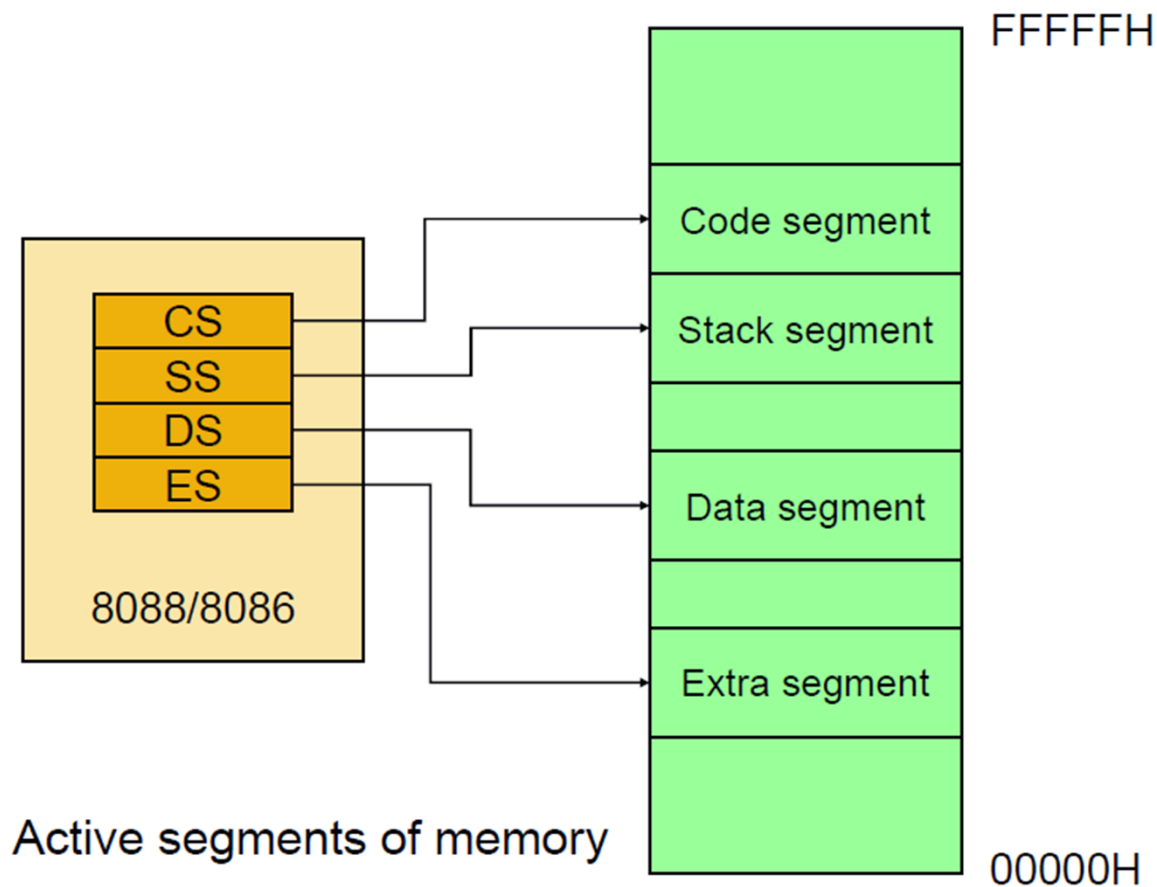 FFFFFH
Code segment
Stack segment
Data segment
Extra segment
00000H
CS
SS
DS
ES
8088/8086
Active segments of memory